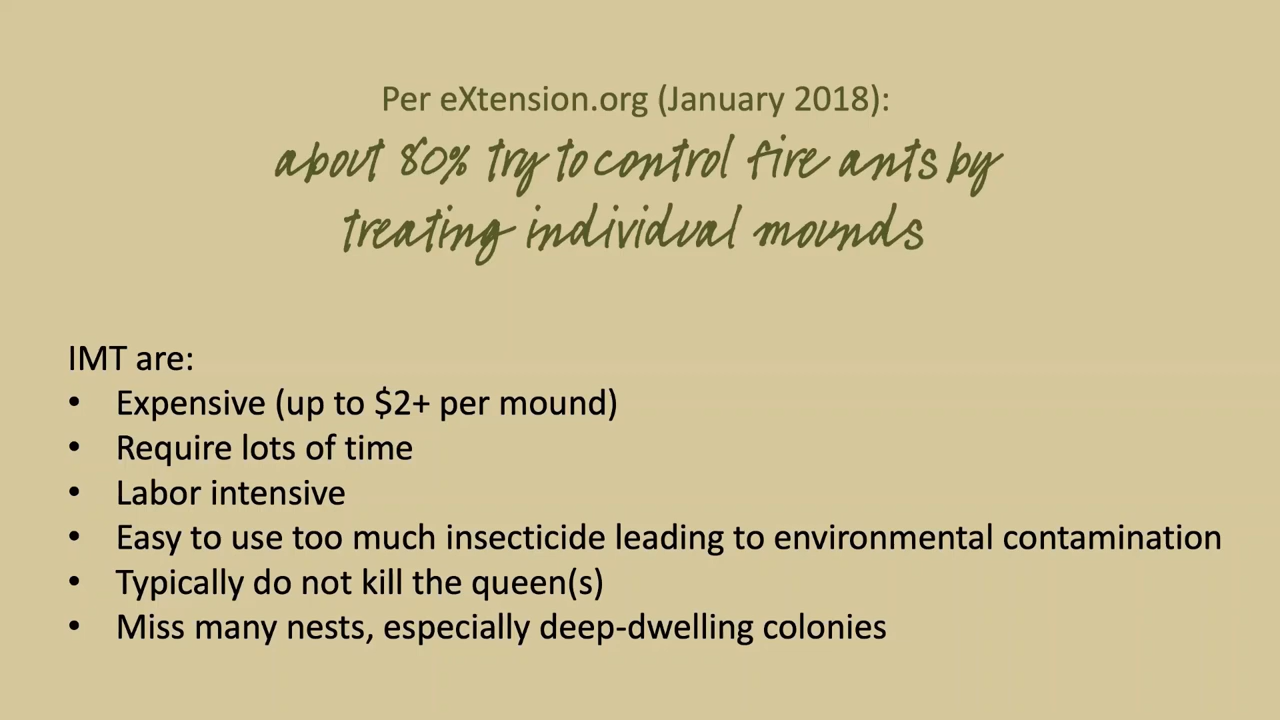 Per eXtension.org (January 2018):
about 80% try to control fire ants by
treating individual mounds
IMT are:
• Expensive (up to $2+ per mound)
• Require lots of time
• Labor intensive
• Easy to use too much insecticide leading to environmental contamination
• Typically do not kill the queen(s)
• Miss many nests, especially deep-dwelling colonies